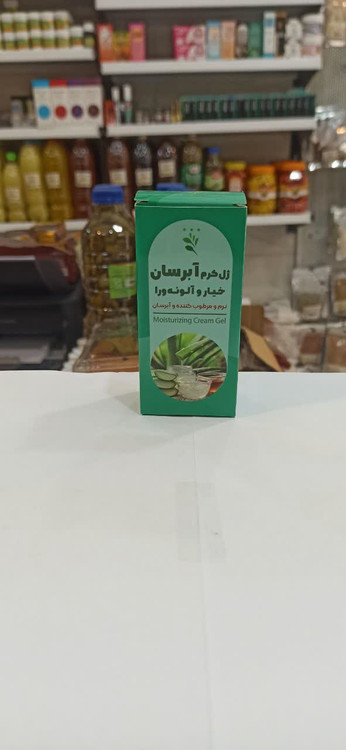 ژل کرم آبرسان
خیار و آلوئه‌ورا
نرم و مرطوب کننده و آبرسان
Moisturizing Cream Gel